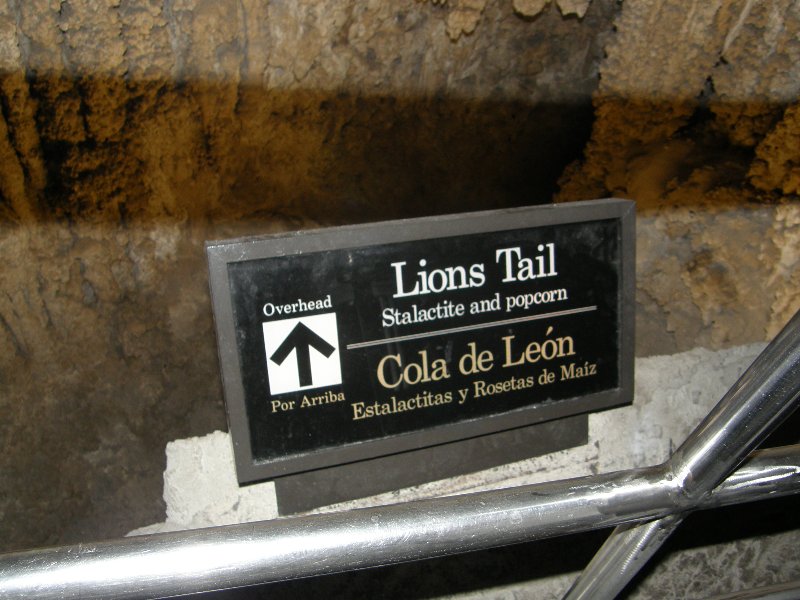 Overhead
Por Arriba
Lions Tail
Stalactite and popcorn
Cola de León
Estalactitas y Rosetas de Maíz